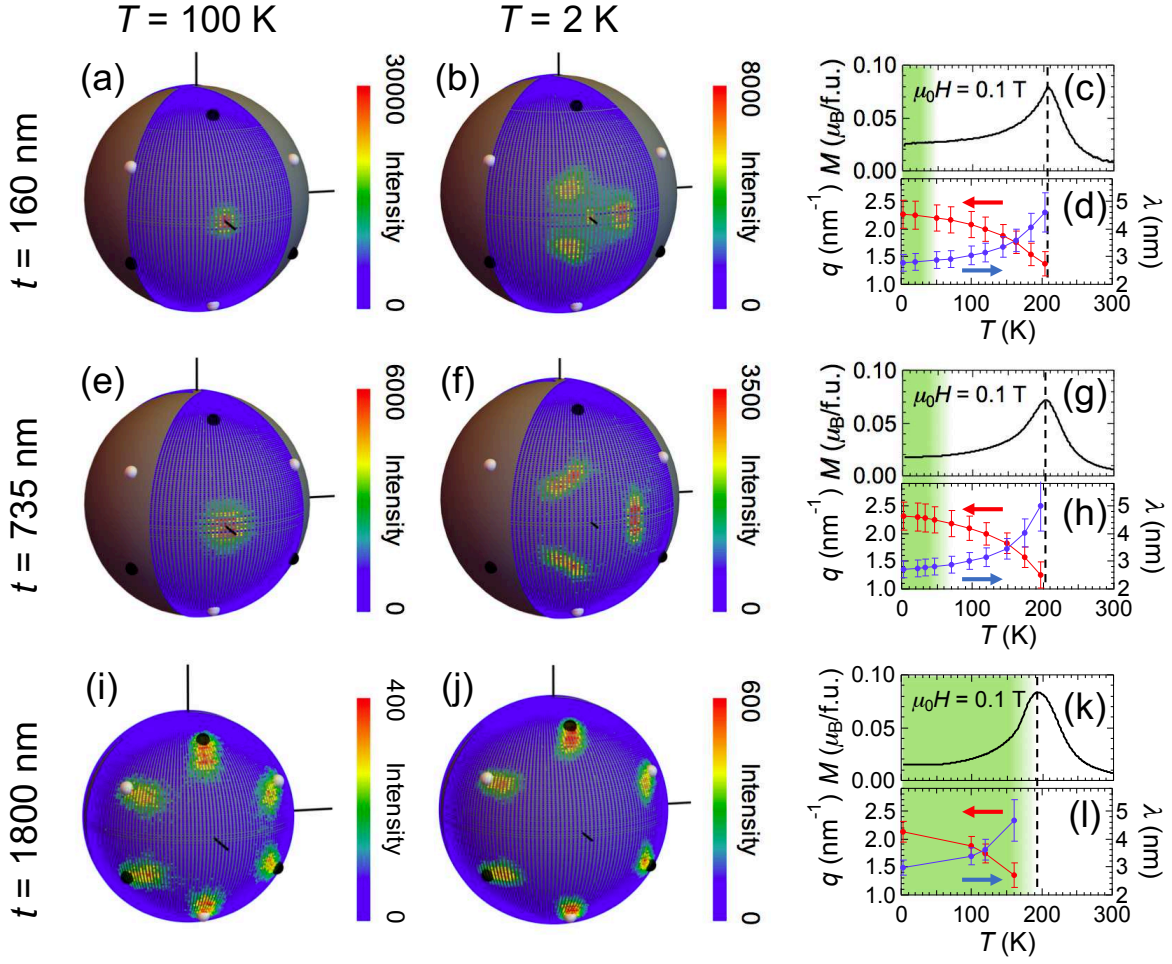 T = 100 K
T = 2 K
t = 160 nm
(a)
30000
Intensity
0
(b)
8000
Intensity
0
0.10
0.05
0.00
M (μB/f.u.)
μ0H = 0.1 T
(c)
2.5
2.0
1.5
1.0
q (nm−1)
(d)
5
4
3
2
λ (nm)
0
100
200
300
T (K)
t = 735 nm
(e)
6000
Intensity
0
(f)
3500
Intensity
0
0.10
0.05
0.00
M (μB/f.u.)
μ0H = 0.1 T
(g)
2.5
2.0
1.5
1.0
q (nm−1)
(h)
5
4
3
2
λ (nm)
0
100
200
300
T (K)
t = 1800 nm
(i)
400
Intensity
0
(j)
600
Intensity
0
0.10
0.05
0.00
M (μB/f.u.)
μ0H = 0.1 T
(k)
2.5
2.0
1.5
1.0
q (nm−1)
(l)
5
4
3
2
λ (nm)
0
100
200
300
T (K)